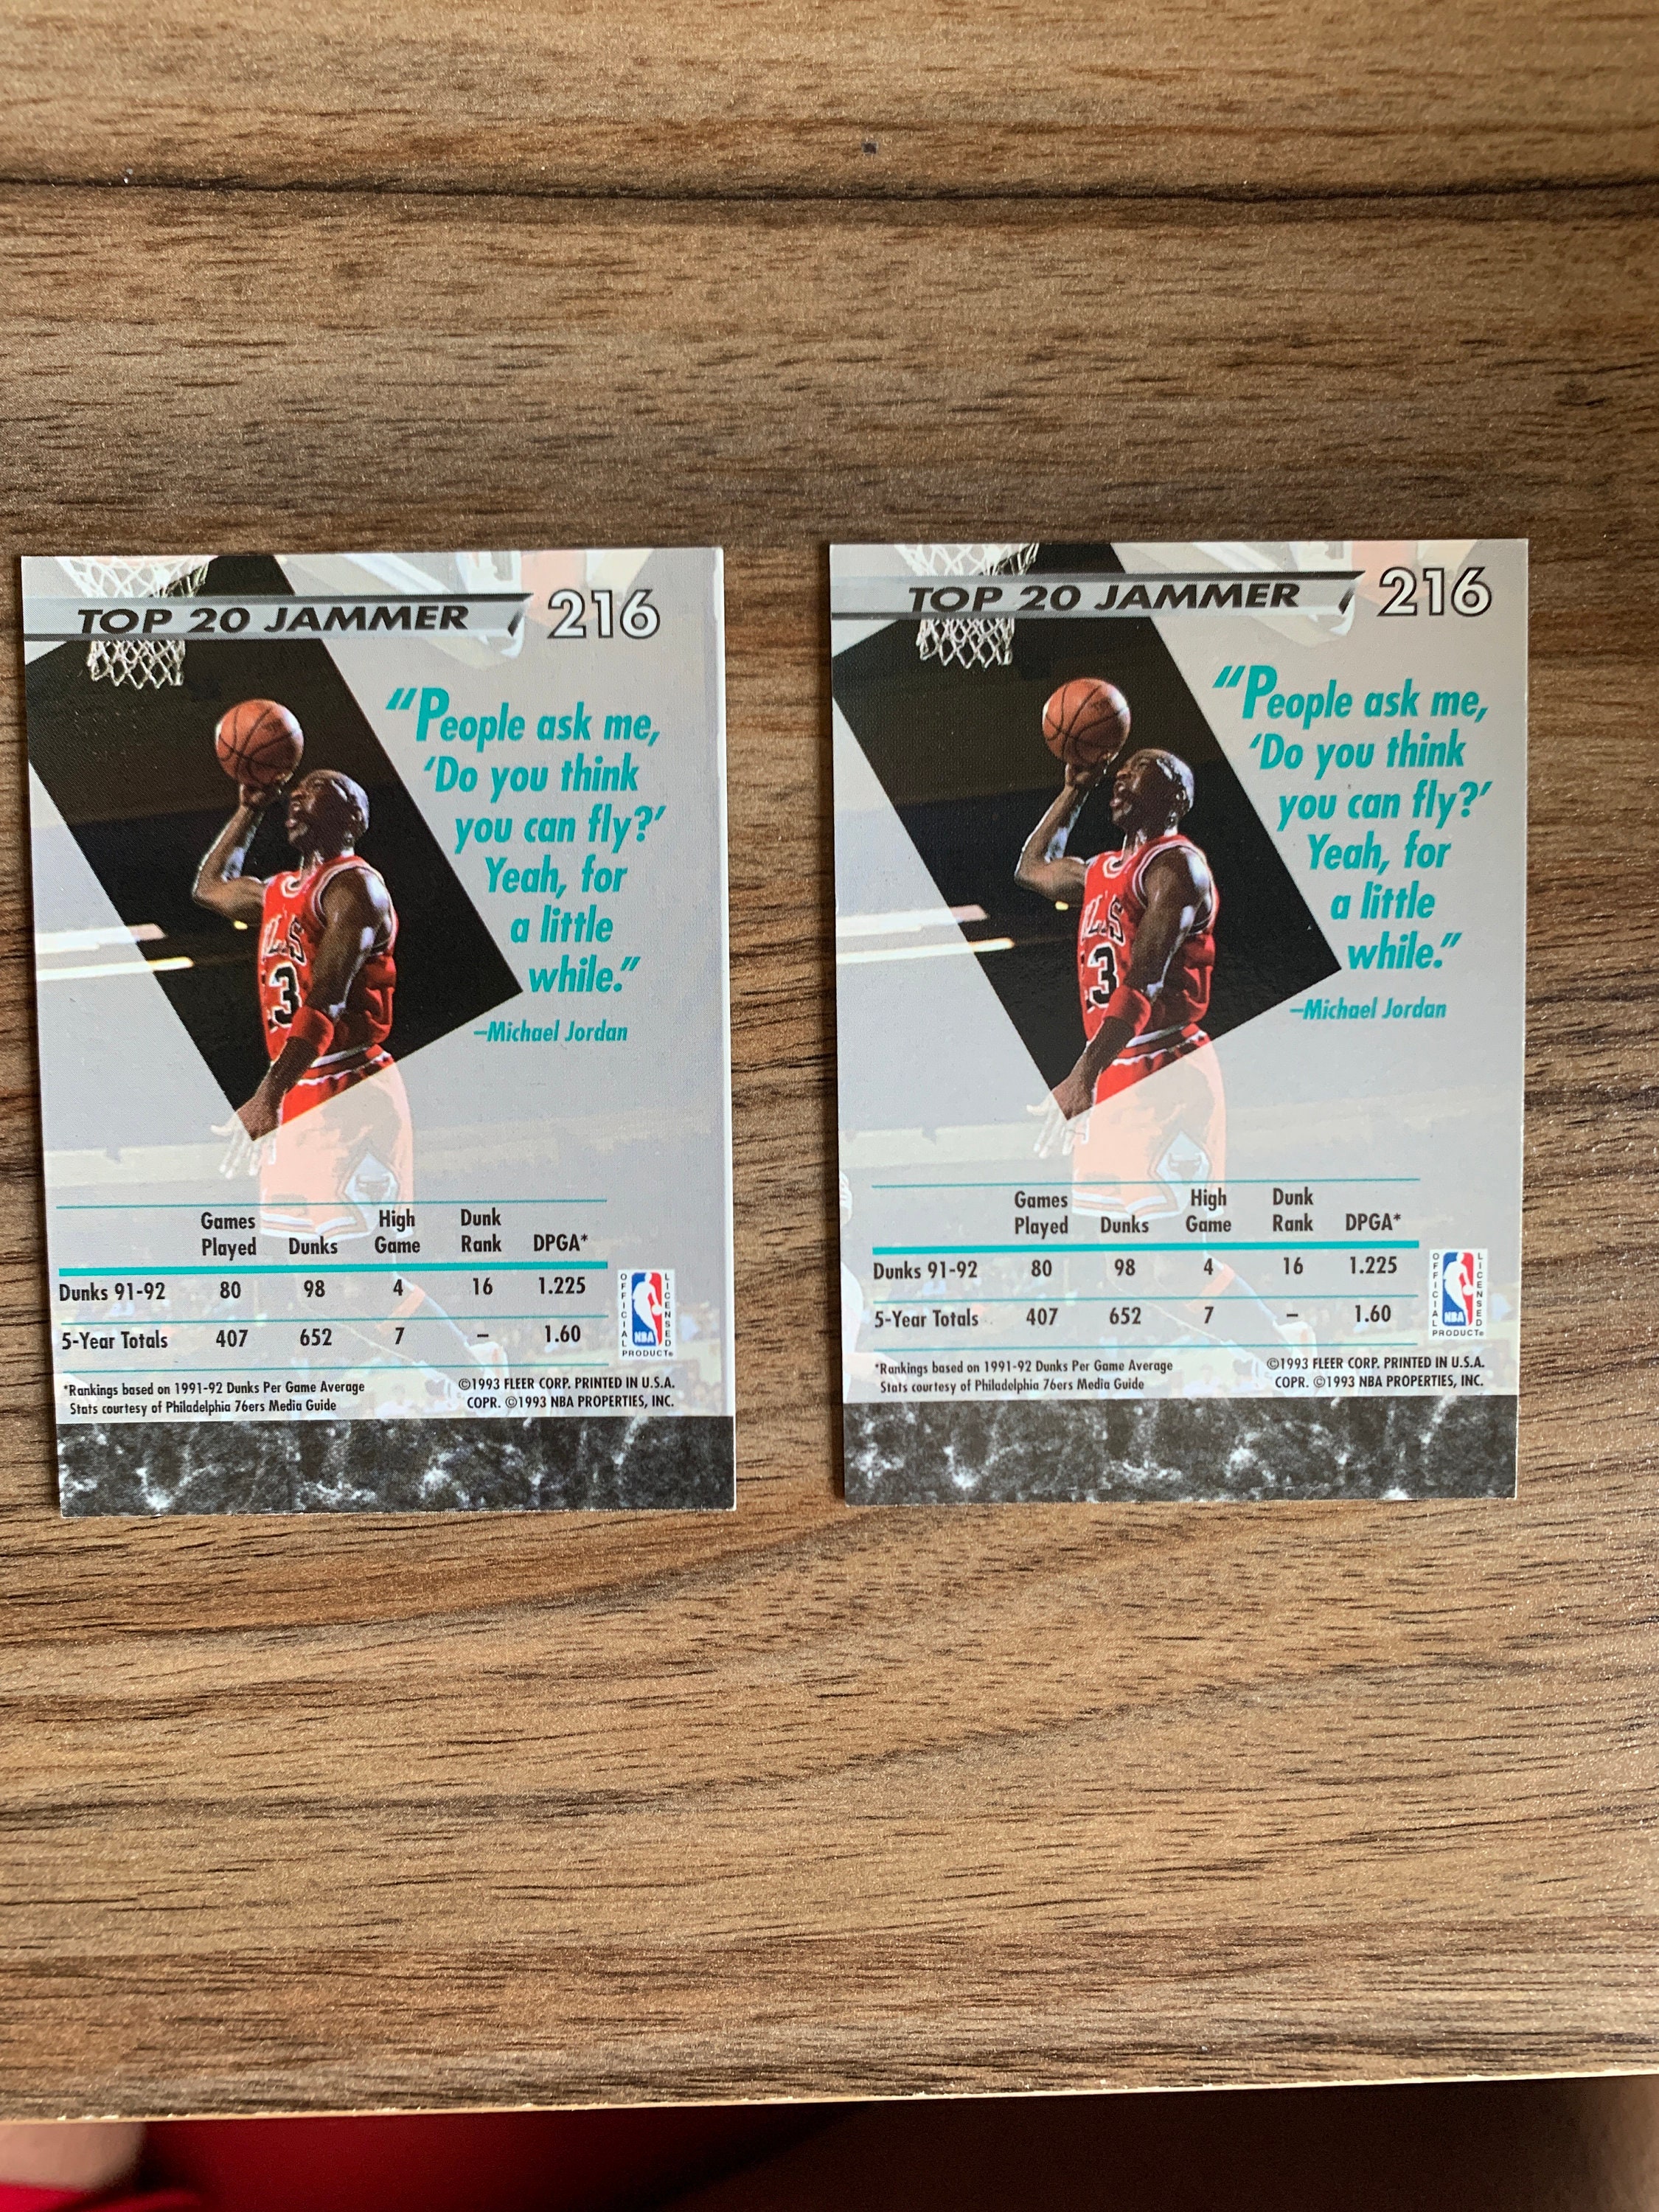 TOP 20 JAMMER 216
"People ask me,
'Do you think
you can fly?'
Yeah, for
a little
while."
–Michael Jordan
Games Played Dunks High Game Dunk Rank DPGA*
Dunks 91-92 80 98 4 16 1.225
5-Year Totals 407 652 7 – 1.60
OFFICIAL LICENSED
NBA
PRODUCT®
*Rankings based on 1991-92 Dunks Per Game Average
Stats courtesy of Philadelphia 76ers Media Guide
©1993 FLEER CORP. PRINTED IN U.S.A.
COPR. ©1993 NBA PROPERTIES, INC.
TOP 20 JAMMER 216
"People ask me,
'Do you think
you can fly?'
Yeah, for
a little
while."
–Michael Jordan
Games Played Dunks High Game Dunk Rank DPGA*
Dunks 91-92 80 98 4 16 1.225
5-Year Totals 407 652 7 – 1.60
OFFICIAL LICENSED
NBA
PRODUCT®
*Rankings based on 1991-92 Dunks Per Game Average
Stats courtesy of Philadelphia 76ers Media Guide
©1993 FLEER CORP. PRINTED IN U.S.A.
COPR. ©1993 NBA PROPERTIES, INC.